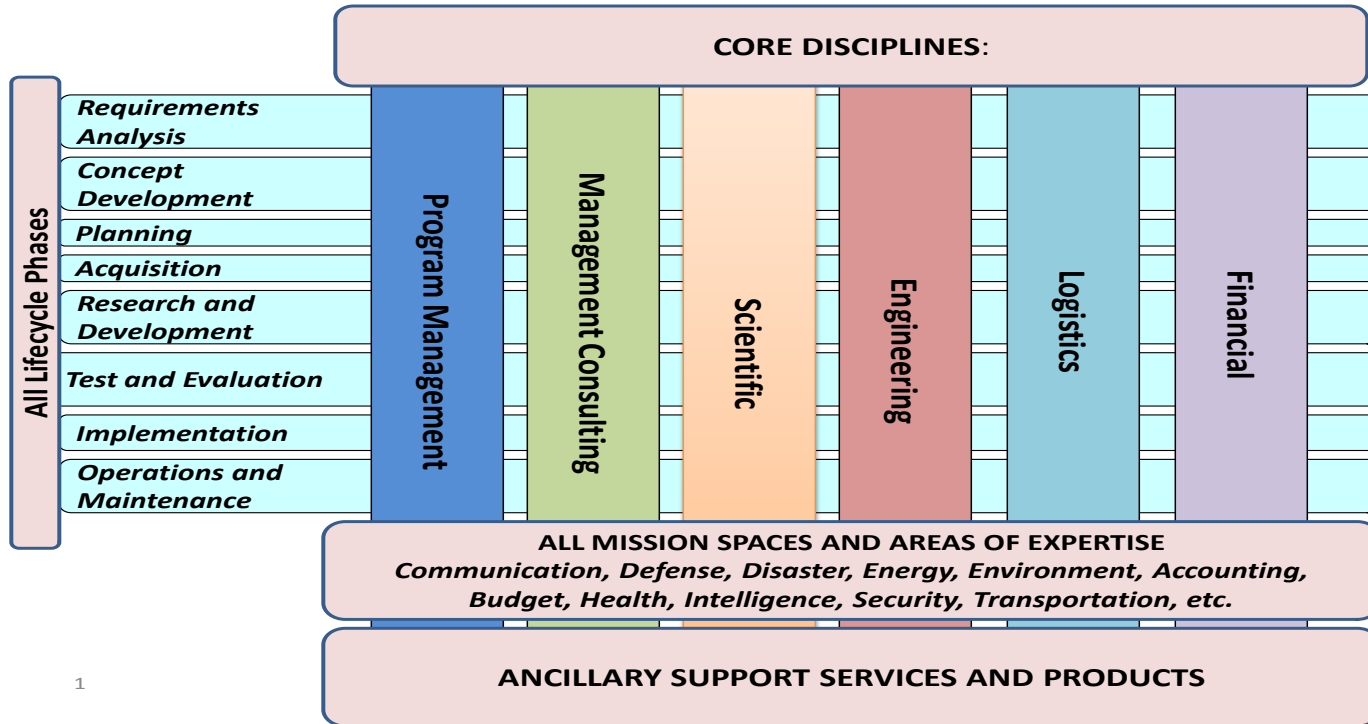 CORE DISCIPLINES:
All Lifecycle Phases
Requirements
Analysis
Concept
Development
Planning
Acquisition
Research and
Development
Test and Evaluation
Implementation
Operations and
Maintenance
Program Management
Management Consulting
Scientific
Engineering
Logistics
Financial
ALL MISSION SPACES AND AREAS OF EXPERTISE
Communication, Defense, Disaster, Energy, Environment, Accounting,
Budget, Health, Intelligence, Security, Transportation, etc.
ANCILLARY SUPPORT SERVICES AND PRODUCTS
1